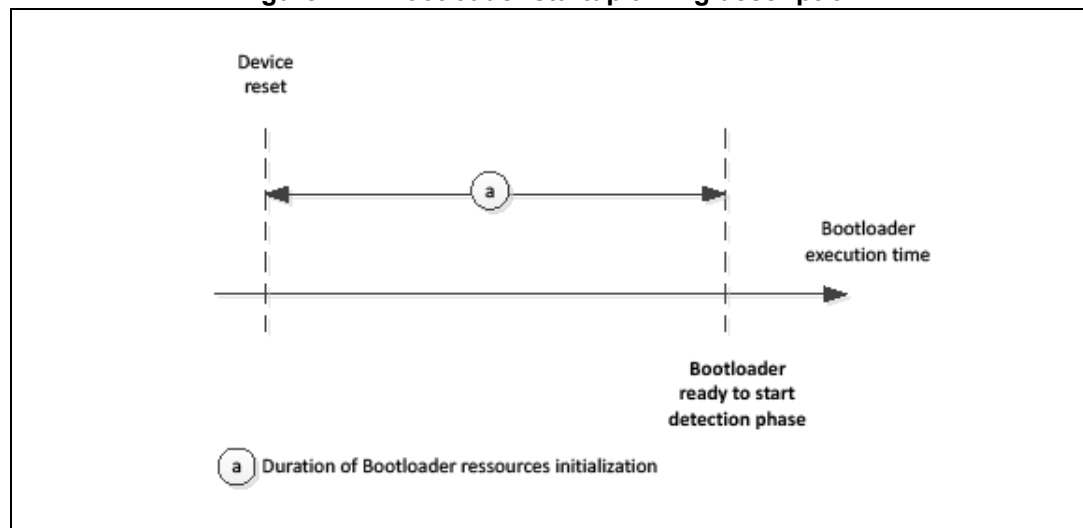 Device
reset
a
Bootloader
execution time
Bootloader
ready to start
detection phase
a Duration of Bootloader ressources initialization